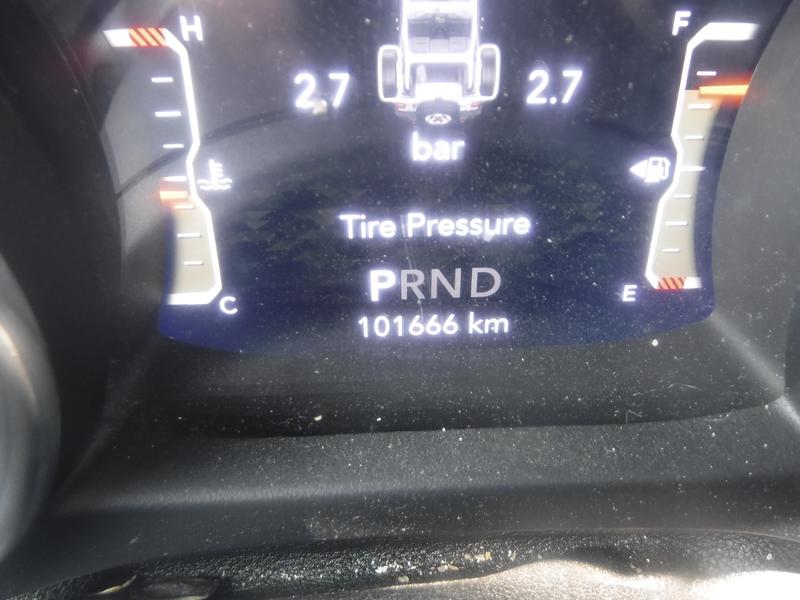 H F
2.7 2.7
bar
Tire Pressure
PRND
C E
101666 km